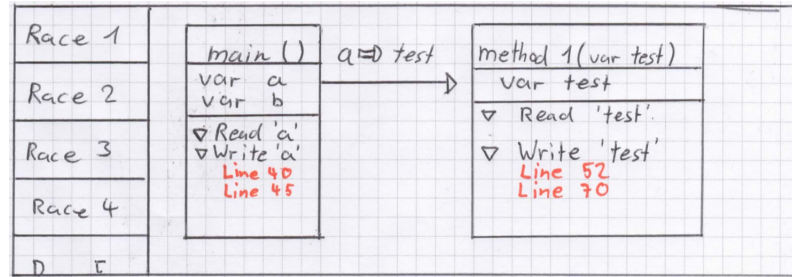 Race 1
Race 2
Race 3
Race 4
main ()
var a
var b
▽ Read 'a'
▽ Write 'a'
Line 40
Line 45
a ⇒ test
method 1 (var test)
var test
▽ Read 'test'
▽ Write 'test'
Line 52
Line 70